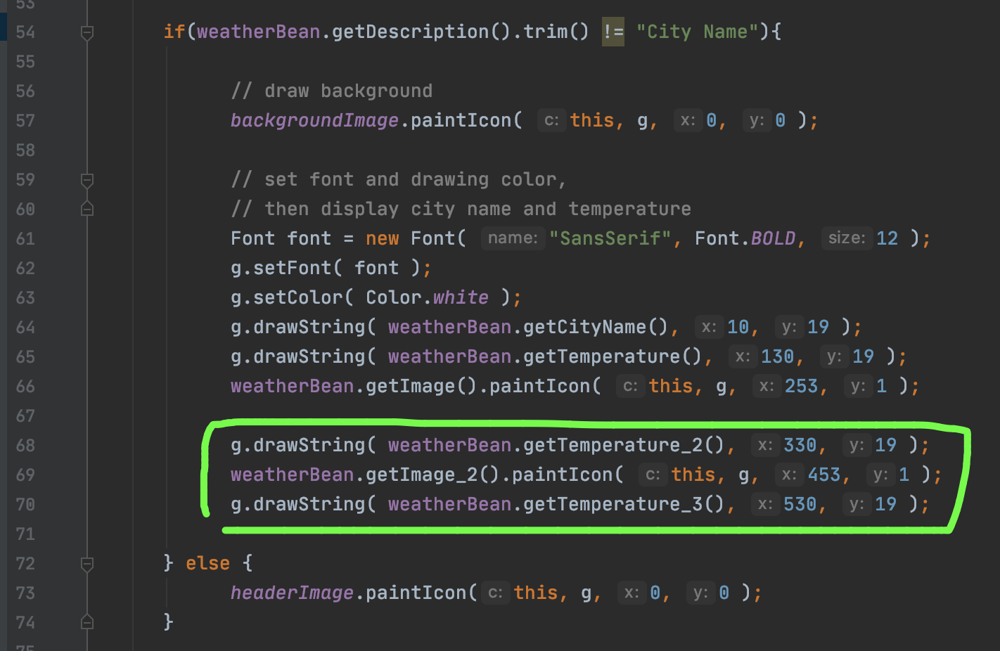 53
54 if(weatherBean.getDescription().trim() != "City Name"){
55
56 // draw background
57 backgroundImage.paintIcon( c: this, g, x: 0, y: 0 );
58
59 // set font and drawing color,
60 // then display city name and temperature
61 Font font = new Font( name: "SansSerif", Font.BOLD, size: 12 );
62 g.setFont( font );
63 g.setColor( Color.white );
64 g.drawString( weatherBean.getCityName(), x: 10, y: 19 );
65 g.drawString( weatherBean.getTemperature(), x: 130, y: 19 );
66 weatherBean.getImage().paintIcon( c: this, g, x: 253, y: 1 );
67
68 g.drawString( weatherBean.getTemperature_2(), x: 330, y: 19 );
69 weatherBean.getImage_2().paintIcon( c: this, g, x: 453, y: 1 );
70 g.drawString( weatherBean.getTemperature_3(), x: 530, y: 19 );
71
72 } else {
73 headerImage.paintIcon( c: this, g, x: 0, y: 0 );
74 }
75